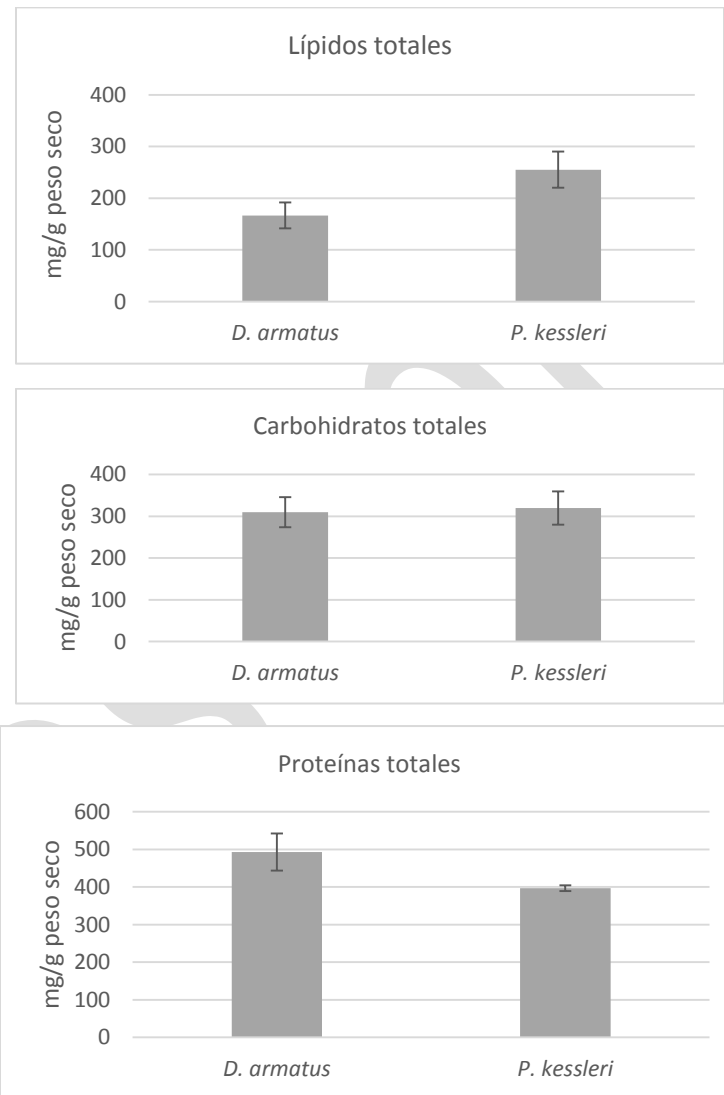 Lípidos totales
mg/g peso seco
400
300
200
100
0
D. armatus P. kessleri
Carbohidratos totales
mg/g peso seco
400
300
200
100
0
D. armatus P. kessleri
Proteínas totales
mg/g peso seco
600
500
400
300
200
100
0
D. armatus P. kessleri